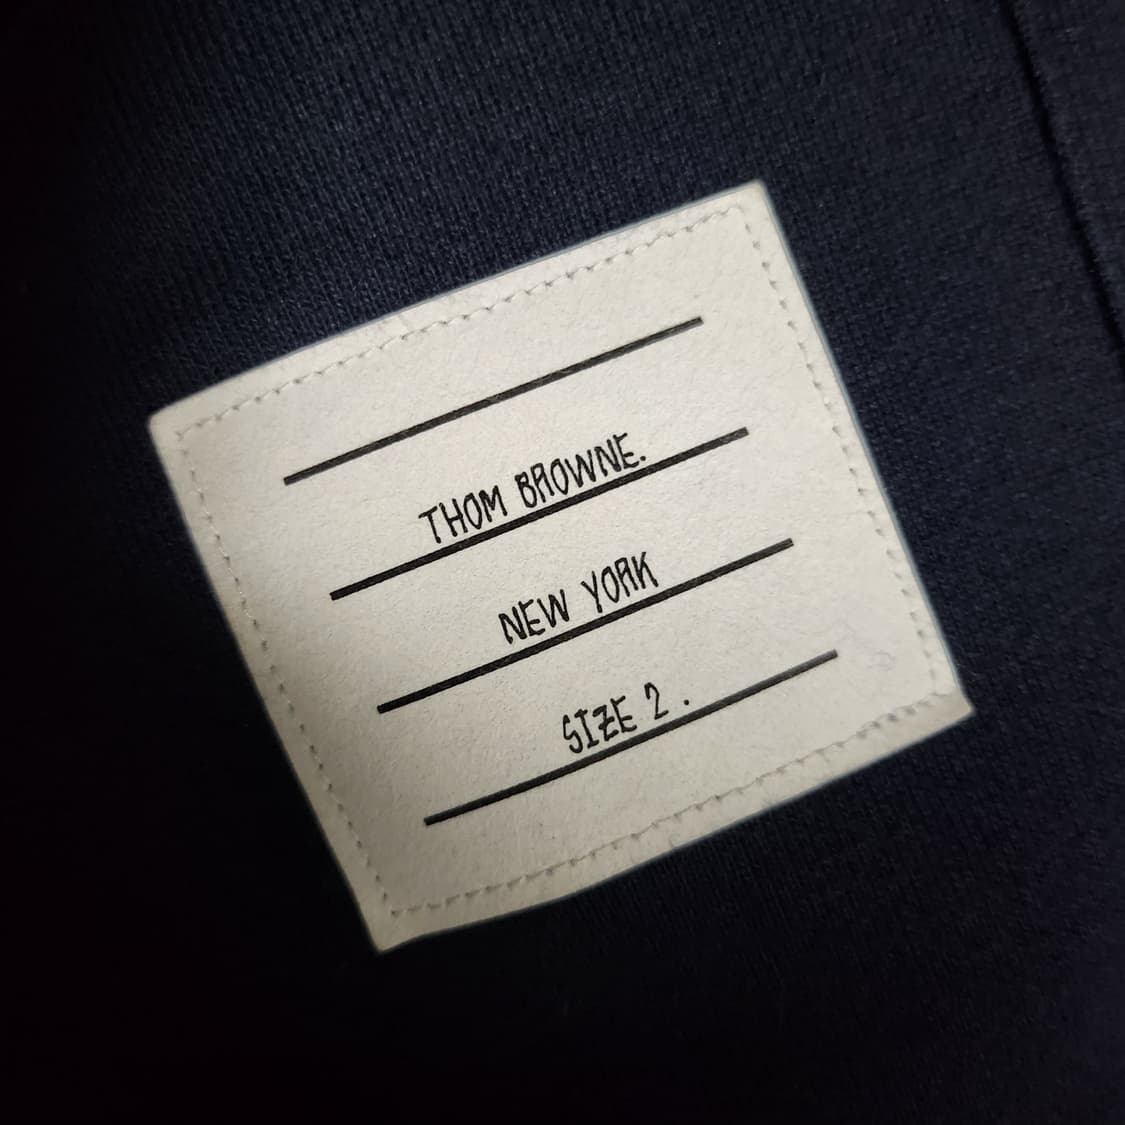 THOM BROWNE.
NEW YORK
SIZE 2 .